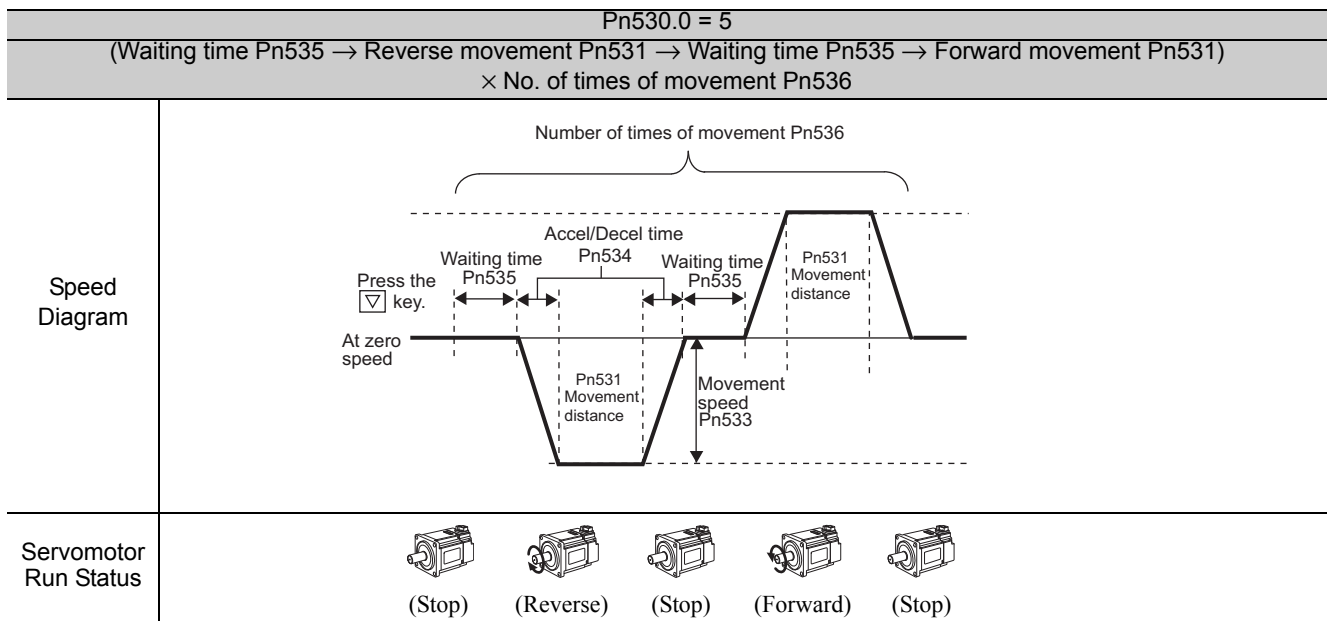 Pn530.0 = 5
(Waiting time Pn535 → Reverse movement Pn531 → Waiting time Pn535 → Forward movement Pn531)
× No. of times of movement Pn536
Speed
Diagram
Number of times of movement Pn536
Accel/Decel time
Pn534
Waiting time
Pn535
Waiting time
Pn535
Pn531
Movement
distance
Press the
▽ key.
At zero
speed
Pn531
Movement
distance
Movement
speed
Pn533
Servomotor
Run Status
(Stop) (Reverse) (Stop) (Forward) (Stop)